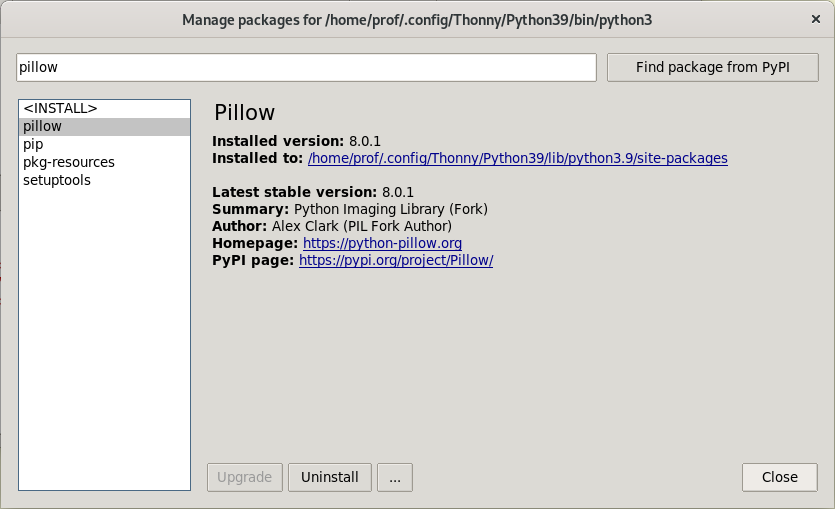 Manage packages for /home/prof/.config/Thonny/Python39/bin/python3
×
pillow
Find package from PyPI
<INSTALL>
pillow
pip
pkg-resources
setuptools
Pillow
Installed version: 8.0.1
Installed to: /home/prof/.config/Thonny/Python39/lib/python3.9/site-packages
Latest stable version: 8.0.1
Summary: Python Imaging Library (Fork)
Author: Alex Clark (PIL Fork Author)
Homepage: https://python-pillow.org
PyPI page: https://pypi.org/project/Pillow/
Upgrade
Uninstall
...
Close